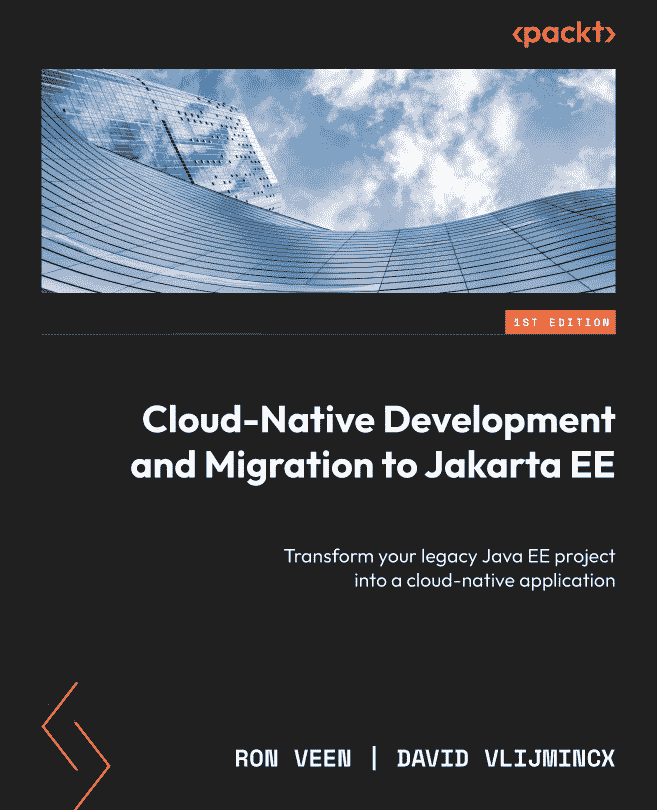 <packt>
1ST EDITION
Cloud-Native Development
and Migration to Jakarta EE
Transform your legacy Java EE project
into a cloud-native application
RON VEEN | DAVID VLIJMINCX